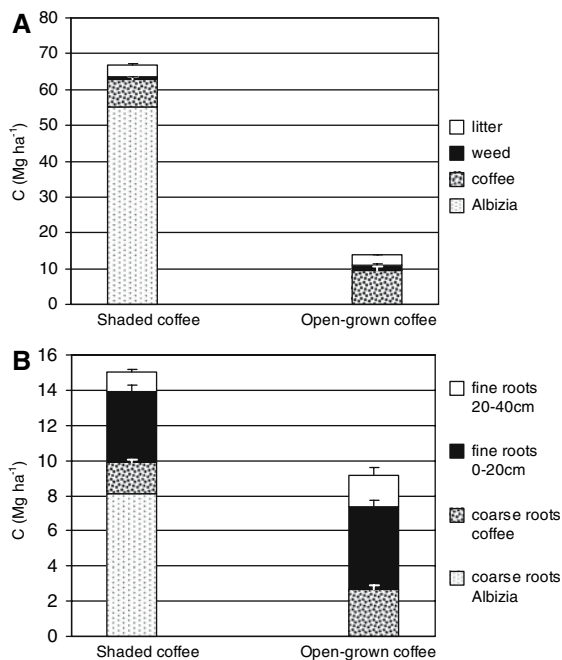 A
80
70
60
50
40
30
20
10
0
C (Mg ha⁻¹)
Shaded coffee
Open-grown coffee
litter
weed
coffee
Albizia
B
16
14
12
10
8
6
4
2
0
C (Mg ha⁻¹)
Shaded coffee
Open-grown coffee
fine roots
20-40cm
fine roots
0-20cm
coarse roots
coffee
coarse roots
Albizia